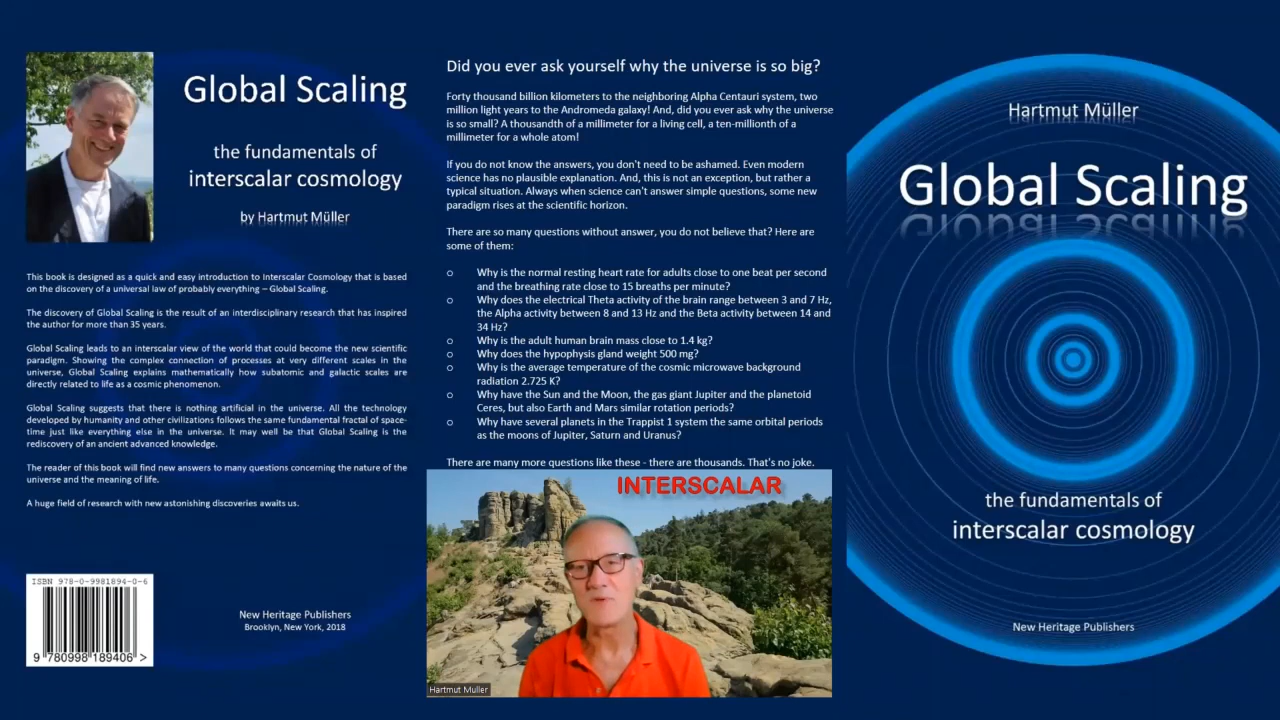 Global Scaling
the fundamentals of
interscalar cosmology
by Hartmut Müller
This book is designed as a quick and easy introduction to Interscalar Cosmology that is based
on the discovery of a universal law of probably everything – Global Scaling.
The discovery of Global Scaling is the result of an interdisciplinary research that has inspired
the author for more than 35 years.
Global Scaling leads to an interscalar view of the world that could become the new scientific
paradigm. Showing the complex connection of processes at very different scales in the
universe, Global Scaling explains mathematically how subatomic and galactic scales are
directly related to life as a cosmic phenomenon.
Global Scaling suggests that there is nothing artificial in the universe. All the technology
developed by humanity and other civilizations follows the same fundamental fractal of space-
time just like everything else in the universe. It may well be that Global Scaling is the
rediscovery of an ancient advanced knowledge.
The reader of this book will find new answers to many questions concerning the nature of the
universe and the meaning of life.
A huge field of research with new astonishing discoveries awaits us.
ISBN 978-0-9981894-0-6
9 780998 189406 >
New Heritage Publishers
Brooklyn, New York, 2018
Did you ever ask yourself why the universe is so big?
Forty thousand billion kilometers to the neighboring Alpha Centauri system, two
million light years to the Andromeda galaxy! And, did you ever ask why the universe
is so small? A thousandth of a millimeter for a living cell, a ten-millionth of a
millimeter for a whole atom!
If you do not know the answers, you don't need to be ashamed. Even modern
science has no plausible explanation. And, this is not an exception, but rather a
typical situation. Always when science can't answer simple questions, some new
paradigm rises at the scientific horizon.
There are so many questions without answer, you do not believe that? Here are
some of them:
o Why is the normal resting heart rate for adults close to one beat per second
and the breathing rate close to 15 breaths per minute?
o Why does the electrical Theta activity of the brain range between 3 and 7 Hz,
the Alpha activity between 8 and 13 Hz and the Beta activity between 14 and
34 Hz?
o Why is the adult human brain mass close to 1.4 kg?
o Why does the hypophysis gland weight 500 mg?
o Why is the average temperature of the cosmic microwave background
radiation 2.725 K?
o Why have the Sun and the Moon, the gas giant Jupiter and the planetoid
Ceres, but also Earth and Mars similar rotation periods?
o Why have several planets in the Trappist 1 system the same orbital periods
as the moons of Jupiter, Saturn and Uranus?
There are many more questions like these - there are thousands. That's no joke.
INTERSCALAR
Hartmut Muller
Hartmut Müller
Global Scaling
the fundamentals of
interscalar cosmology
New Heritage Publishers